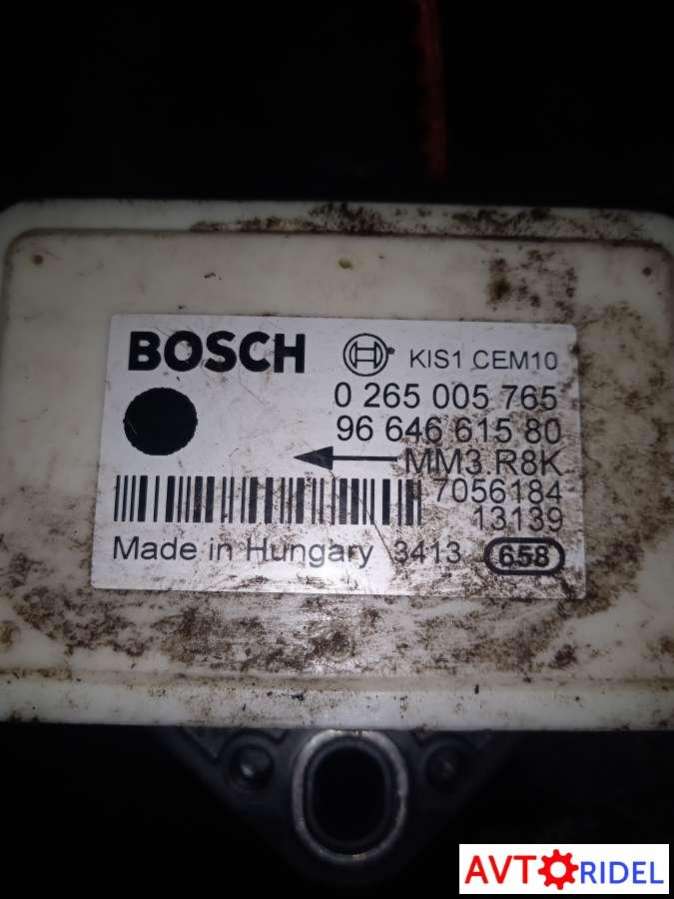 BOSCH KIS1 CEM10
0 265 005 765
96 646 615 80
MM3.R8K
7056184
13139
Made in Hungary 3413 658
AVTORIDEL